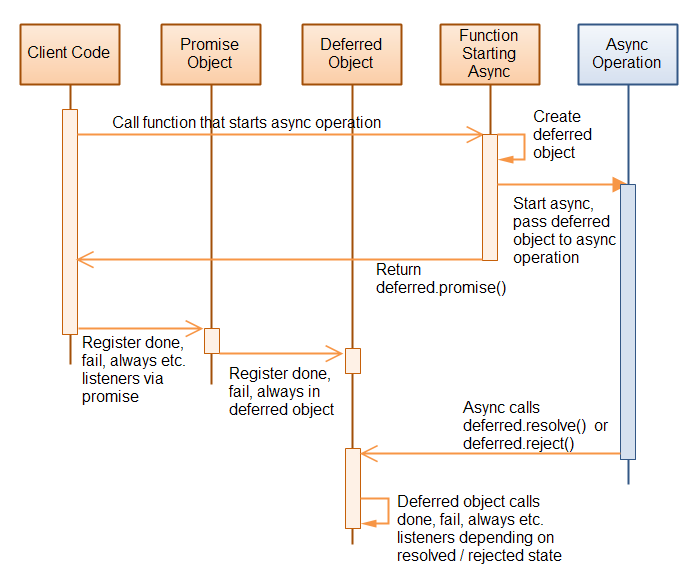 Client Code
Promise
Object
Deferred
Object
Function
Starting
Async
Async
Operation
Call function that starts async operation
Create
deferred
object
Start async,
pass deferred
object to async
operation
Return
deferred.promise()
Register done,
fail, always etc.
listeners via
promise
Register done,
fail, always in
deferred object
Async calls
deferred.resolve() or
deferred.reject()
Deferred object calls
done, fail, always etc.
listeners depending on
resolved / rejected state